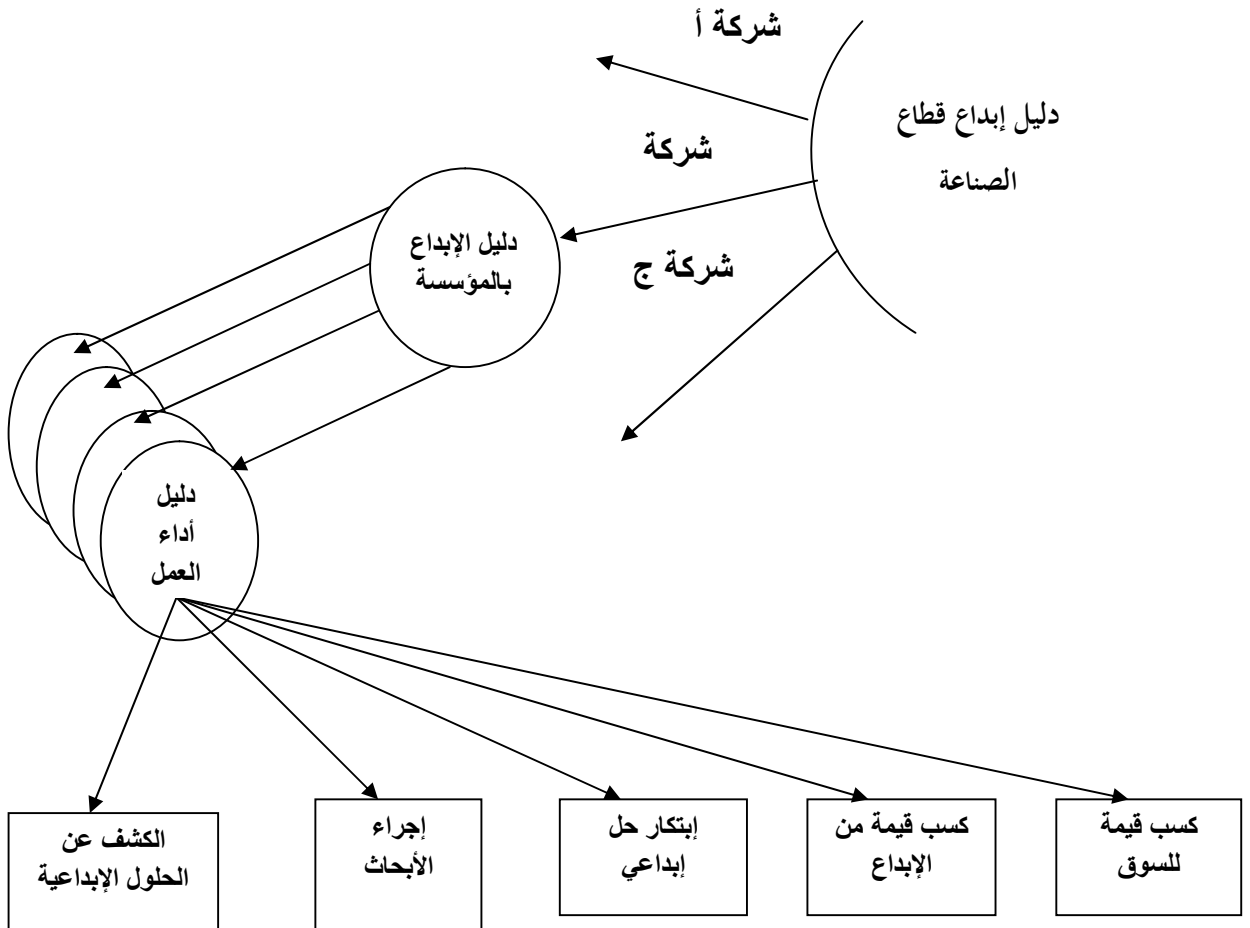 شركة أ
دليل إبداع قطاع
الصناعة
شركة
شركة ج
دليل الإبداع
بالمؤسسة
دليل
أداء
العمل
كسب قيمة
للسوق
كسب قيمة من
الإبداع
إبتكار حل
إبداعي
إجراء
الأبحاث
الكشف عن
الحلول الإبداعية